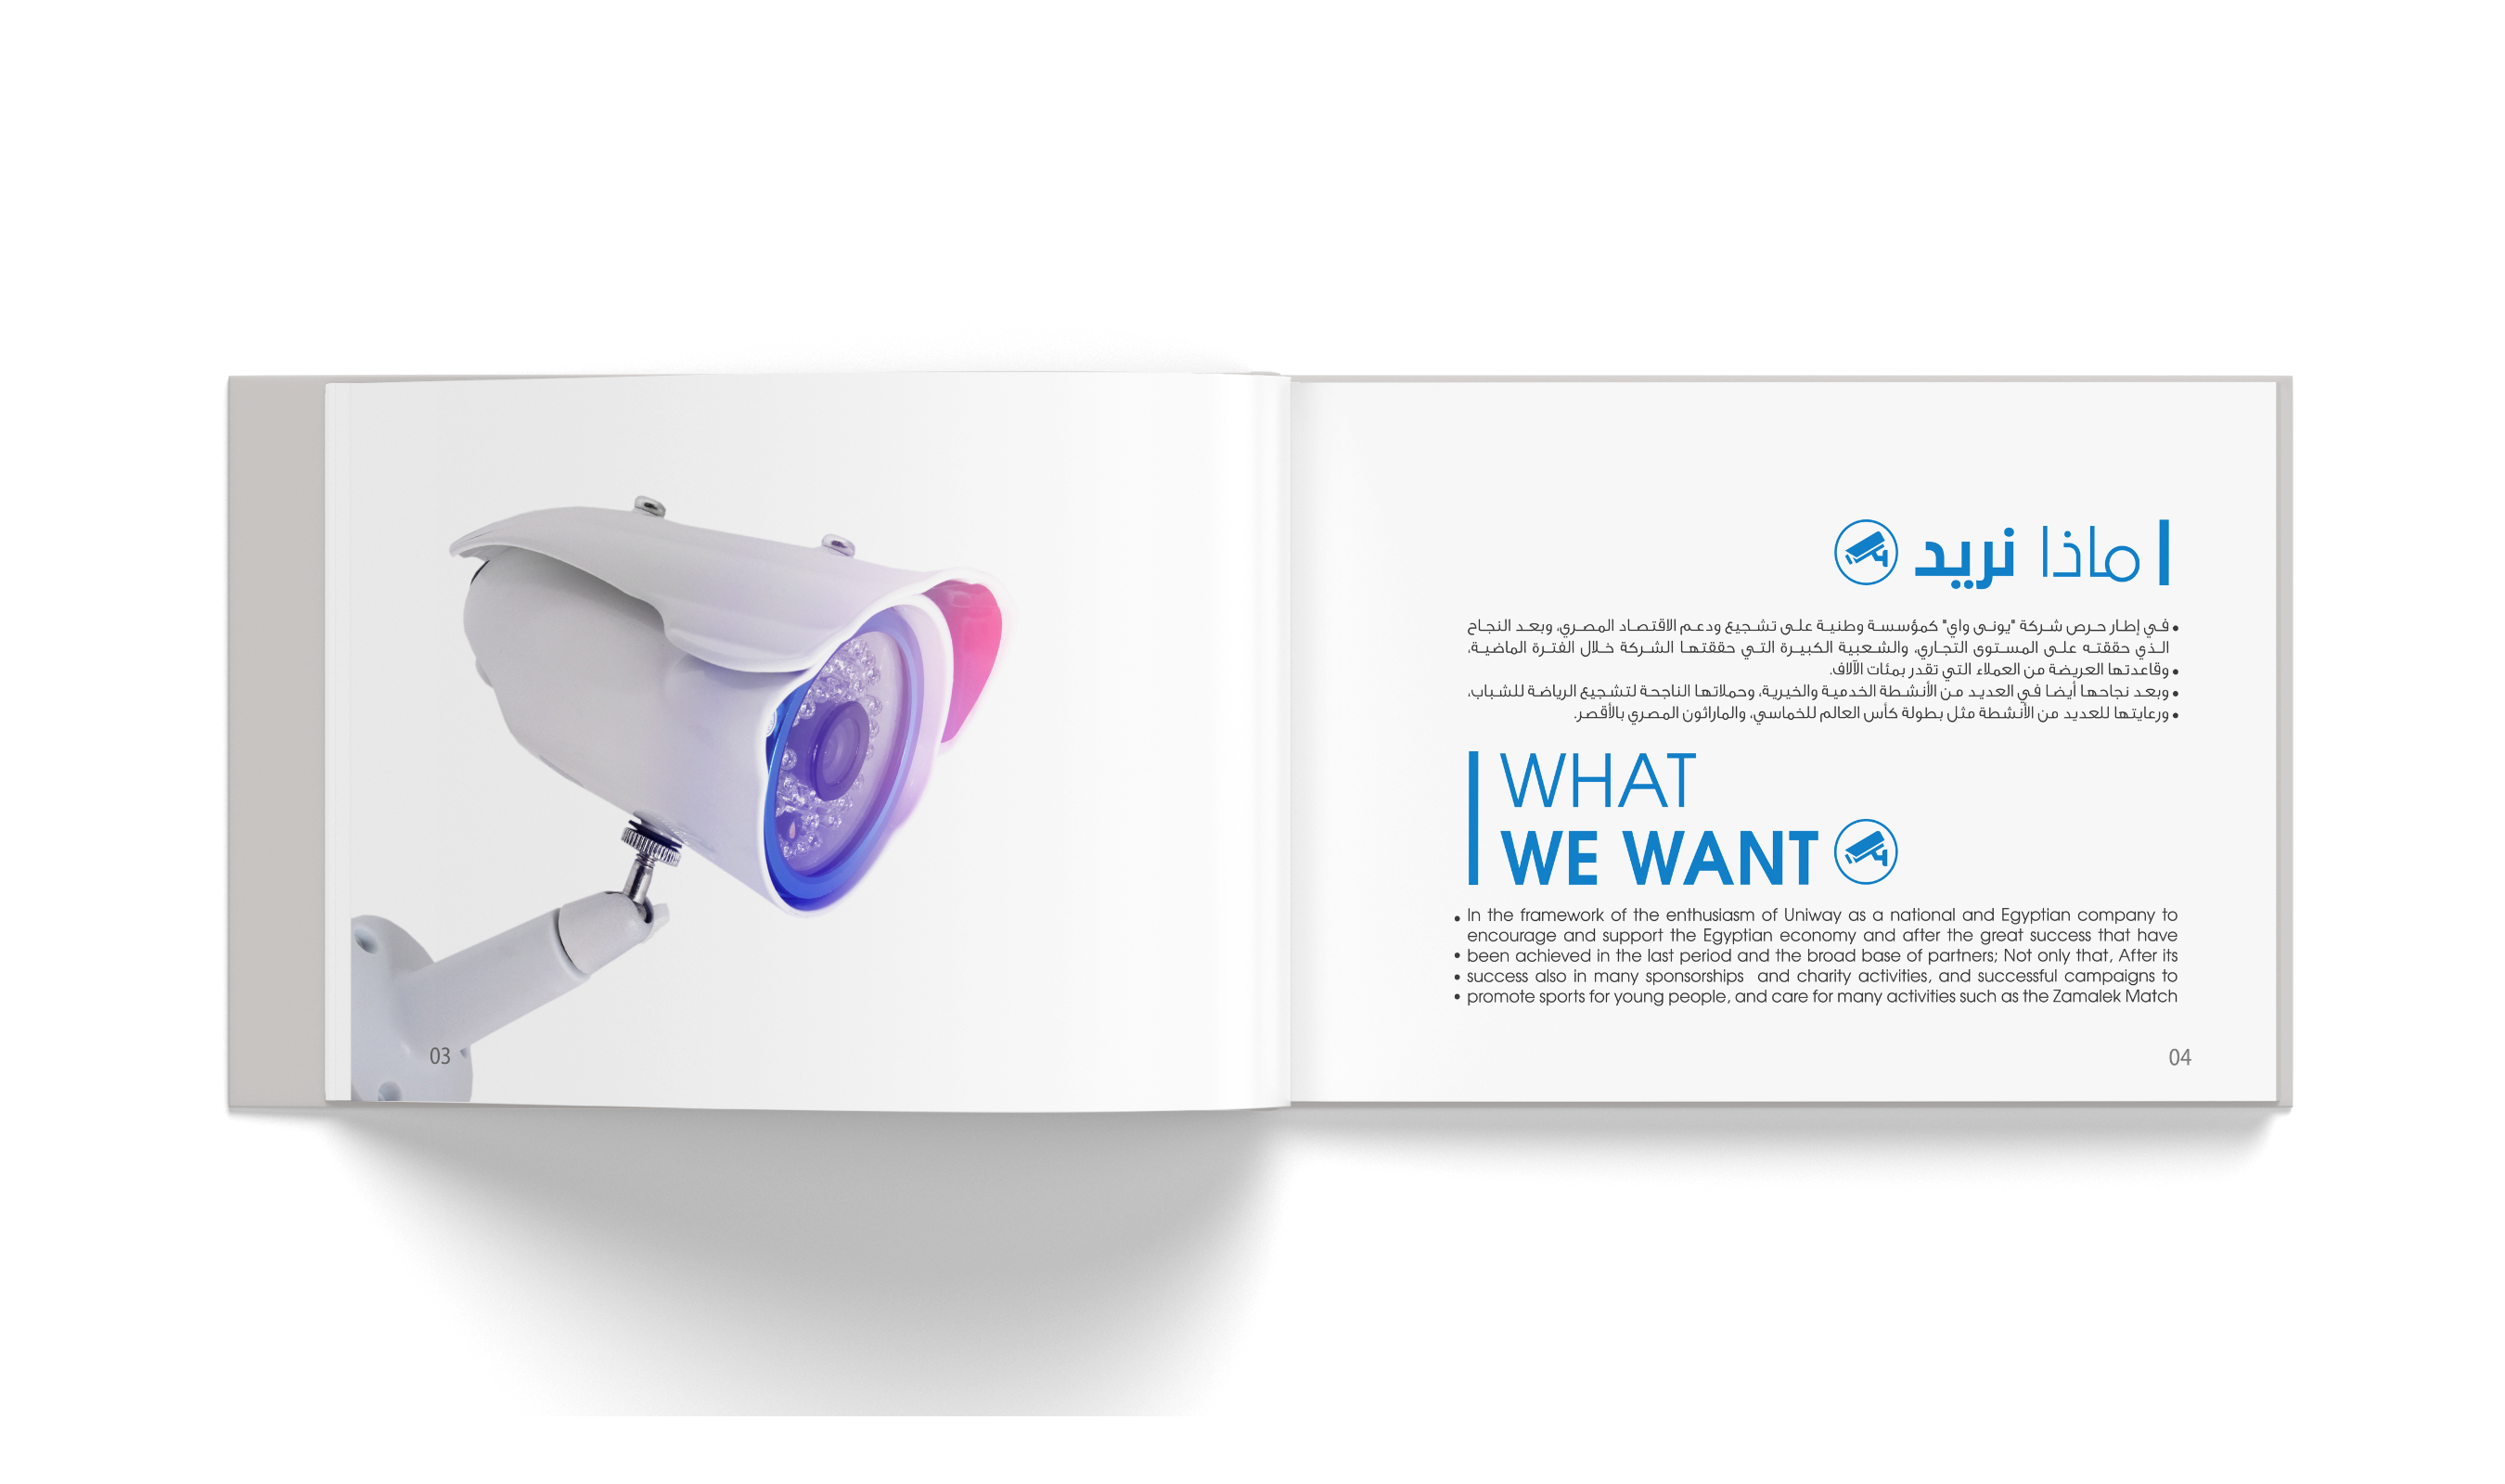 03
ماذا نريد
• في إطار حرص شركة "يوني واي" كمؤسسة وطنية على تشجيع ودعم الاقتصاد المصري، وبعد النجاح
الذي حققته على المستوى التجاري، والشعبية الكبيرة التي حققتها الشركة خلال الفترة الماضية،
• وقاعدتها العريضة من العملاء التي تقدر بمئات الآلاف.
• وبعد نجاحها أيضا في العديد من الأنشطة الخدمية والخيرية، وحملاتها الناجحة لتشجيع الرياضة للشباب،
• ورعايتها للعديد من الأنشطة مثل بطولة كأس العالم للخماسي، والماراثون المصري بالأقصر.
WHAT
WE WANT
• In the framework of the enthusiasm of Uniway as a national and Egyptian company to
encourage and support the Egyptian economy and after the great success that have
• been achieved in the last period and the broad base of partners; Not only that, After its
• success also in many sponsorships and charity activities, and successful campaigns to
• promote sports for young people, and care for many activities such as the Zamalek Match
04